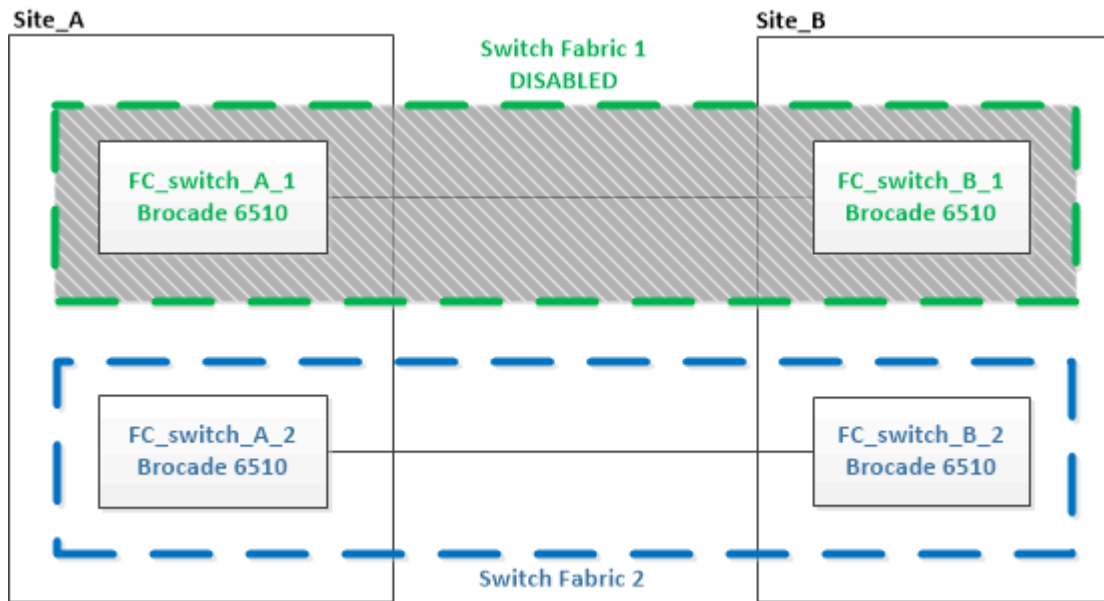 Site_A
Site_B
Switch Fabric 1
DISABLED
FC_switch_A_1
Brocade 6510
FC_switch_B_1
Brocade 6510
FC_switch_A_2
Brocade 6510
FC_switch_B_2
Brocade 6510
Switch Fabric 2